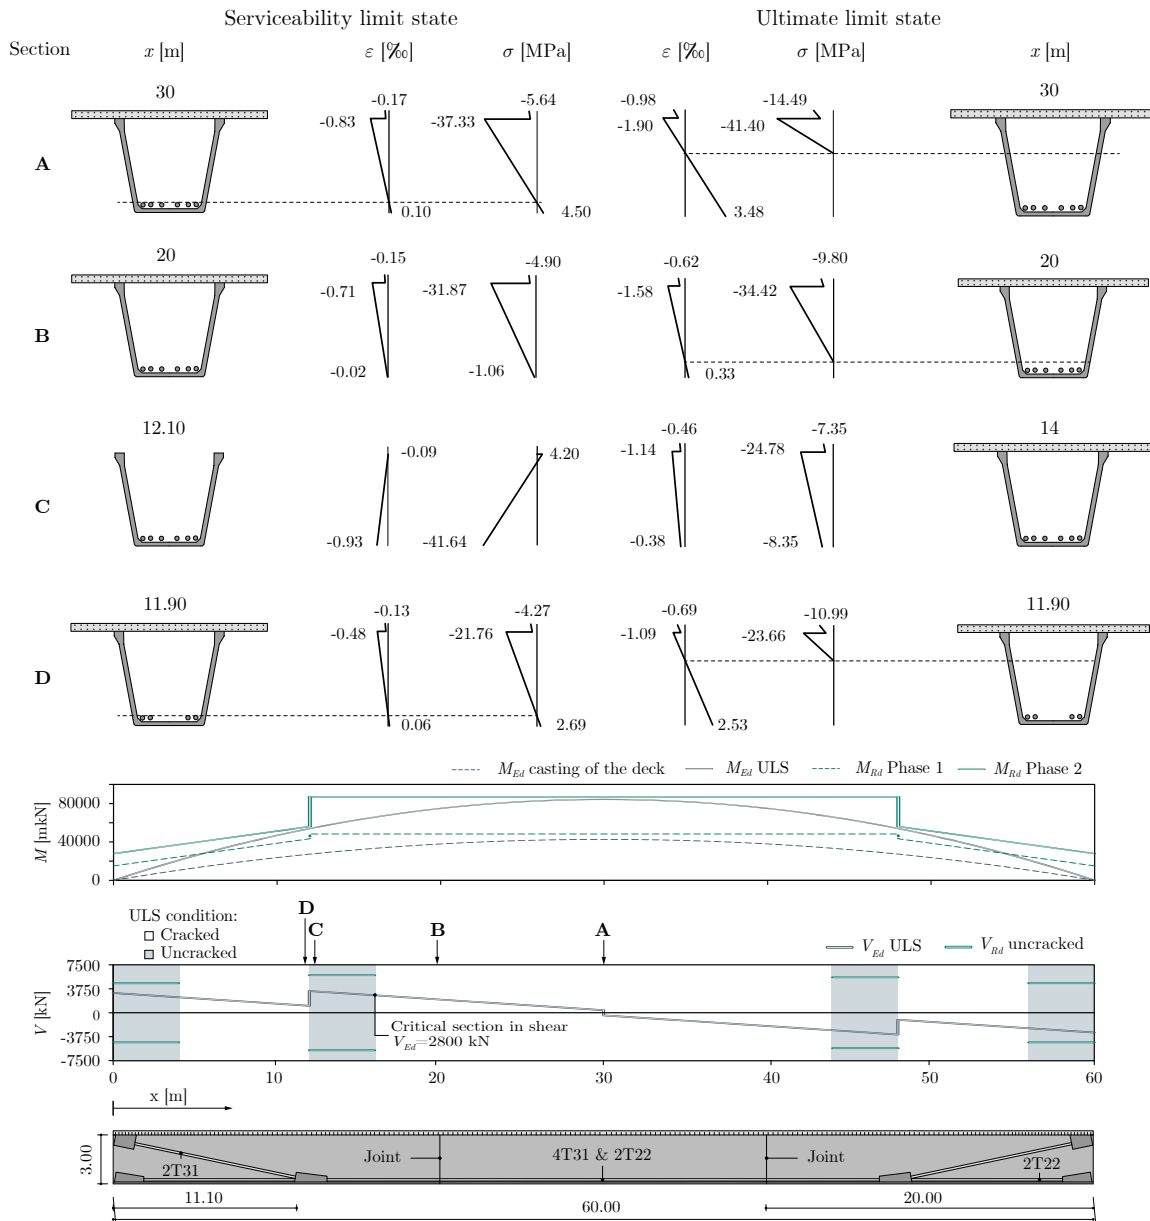 Serviceability limit state Ultimate limit state
Section x [m] ε [‰] σ [MPa] ε [‰] σ [MPa] x [m]
30 -0.17 -5.64 -0.98 -14.49 30
-0.83 -37.33 -1.90 -41.40
A
0.10 4.50 3.48
20 -0.15 -4.90 -0.62 -9.80 20
-0.71 -31.87 -1.58 -34.42
B
-0.02 -1.06 0.33
12.10 -0.09 4.20 -0.46 -7.35 14
-1.14 -24.78
C
-0.93 -41.64 -0.38 -8.35
11.90 -0.13 -4.27 -0.69 -10.99 11.90
-0.48 -21.76 -1.09 -23.66
D
0.06 2.69 2.53
M_Ed casting of the deck M_Ed ULS M_Rd Phase 1 M_Rd Phase 2
M [mkN]
80000
40000
0
ULS condition:
Cracked
Uncracked
D
C B A
V_Ed ULS V_Rd uncracked
V [kN]
7500
3750
0
-3750
-7500
Critical section in shear
V_Ed=2800 kN
0 10 20 30 40 50 60
x [m]
3.00
2T31 Joint 4T31 & 2T22 Joint 2T22
11.10 60.00 20.00